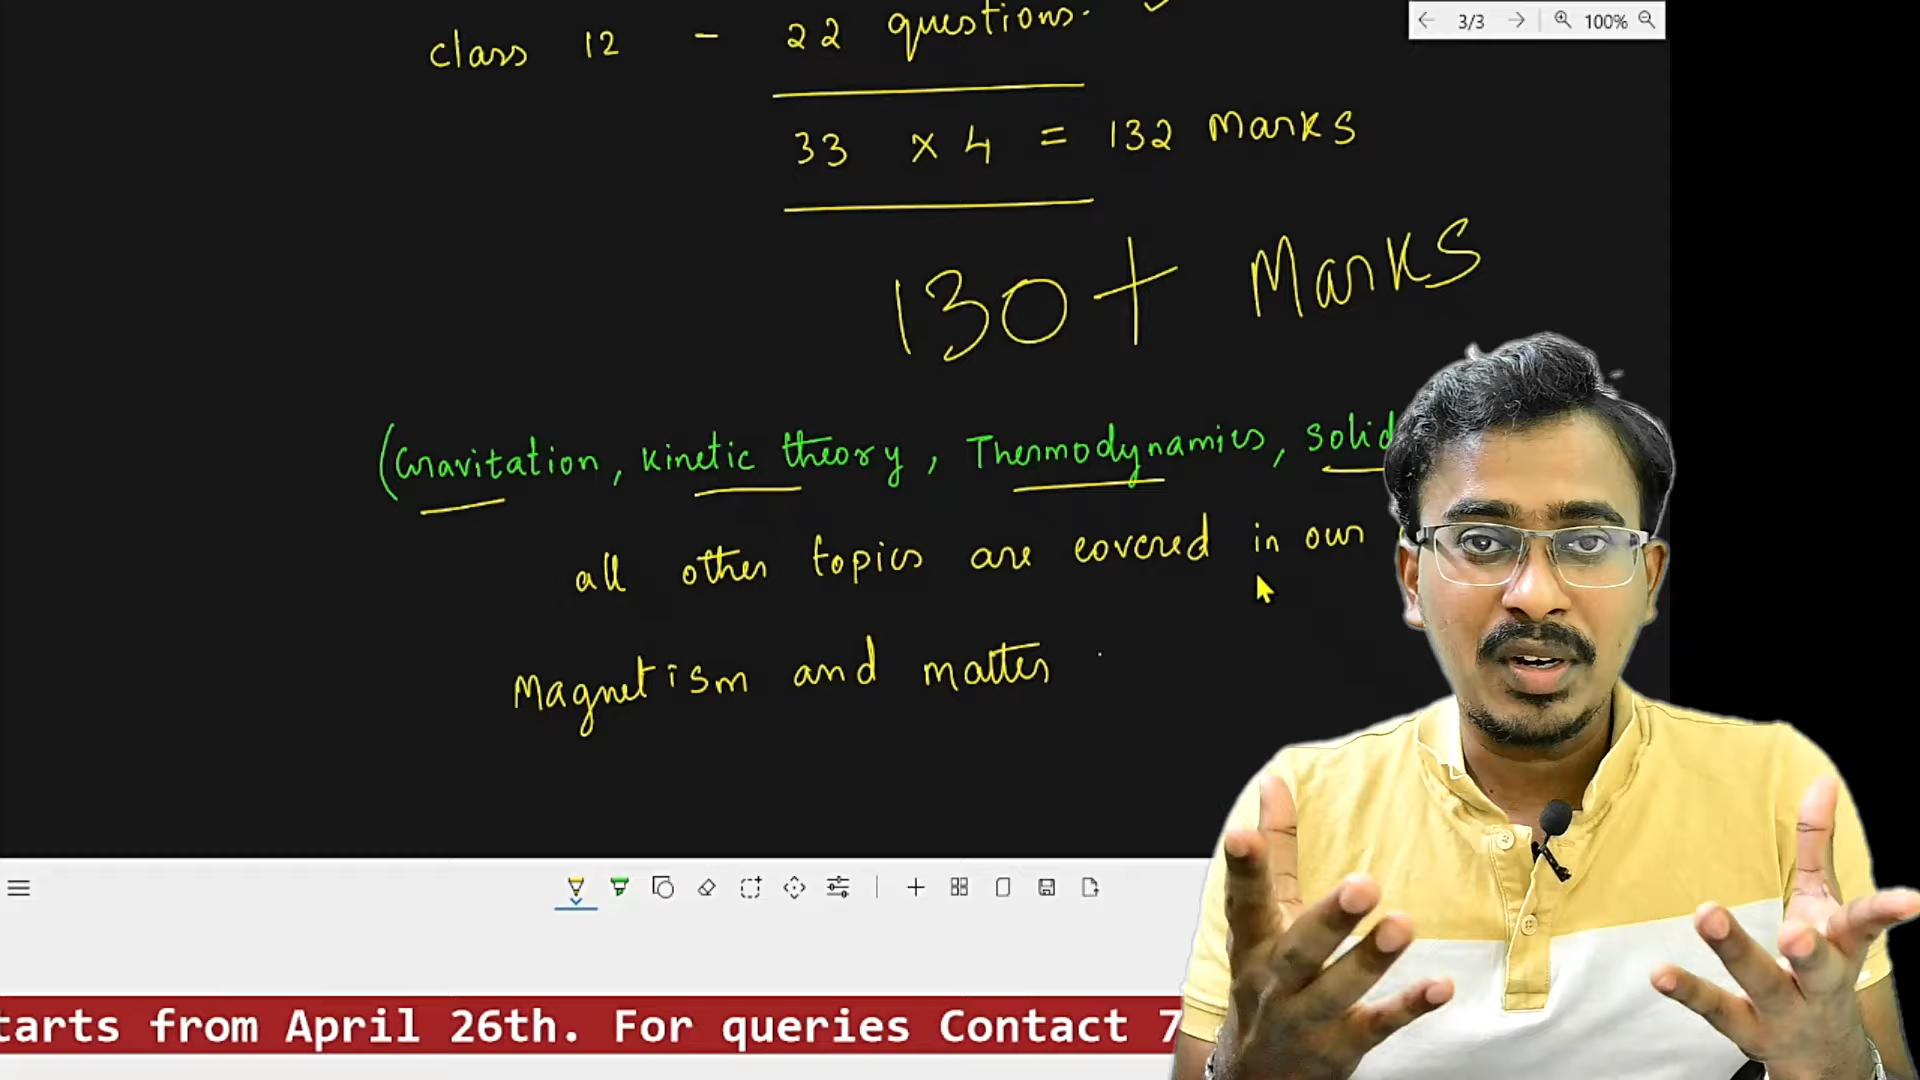 3/3 100%
class 12 - 22 questions.
33 x 4 = 132 Marks
130+ Marks
(Gravitation, kinetic theory, Thermodynamics, solid
all other topics are covered in our
Magnetism and matter
tarts from April 26th. For queries Contact 7